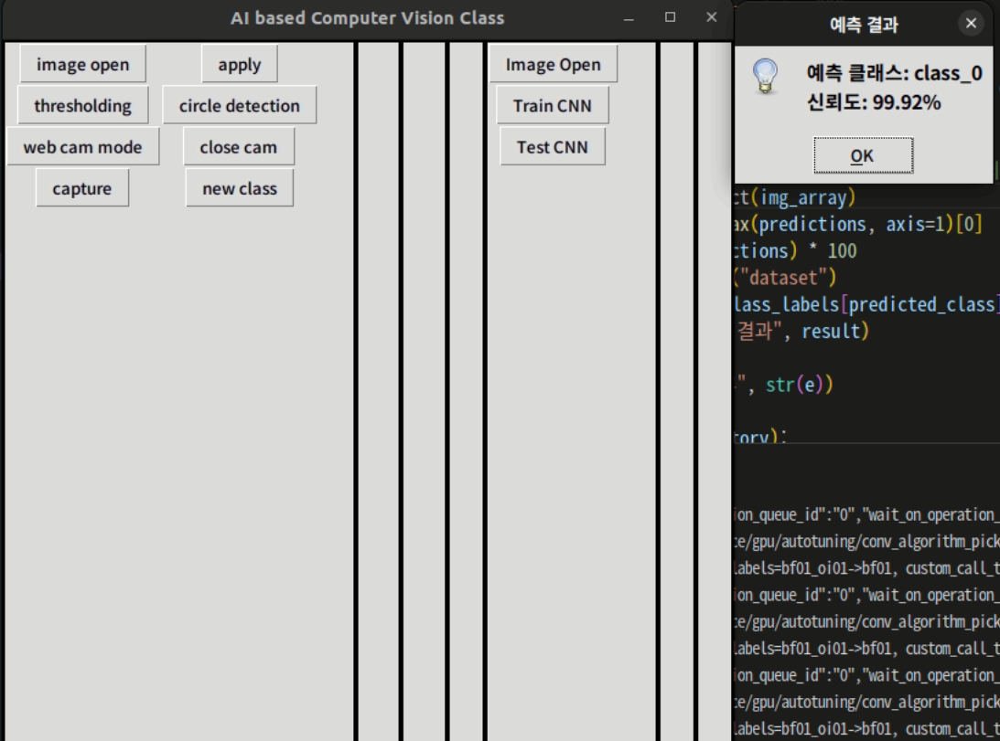 AI based Computer Vision Class
image open
apply
thresholding
circle detection
web cam mode
close cam
capture
new class
Image Open
Train CNN
Test CNN
예측 결과
예측 클래스: class_0
신뢰도: 99.92%
OK
ct(img_array)
ax(predictions, axis=1)[0]
ctions) * 100
("dataset")
lass_labels[predicted_class]
결과", result)
", str(e))
tory):
ion_queue_id":"0","wait_on_operation_
ce/gpu/autotuning/conv_algorithm_pick
labels=bf01_oi01->bf01, custom_call_t
ion_queue_id":"0","wait_on_operation_
ce/gpu/autotuning/conv_algorithm_pick
labels=bf01_oi01->bf01, custom_call_t
ion_queue_id":"0","wait_on_operation_
ce/gpu/autotuning/conv_algorithm_pick
labels=bf01_oi01->bf01, custom_call_t